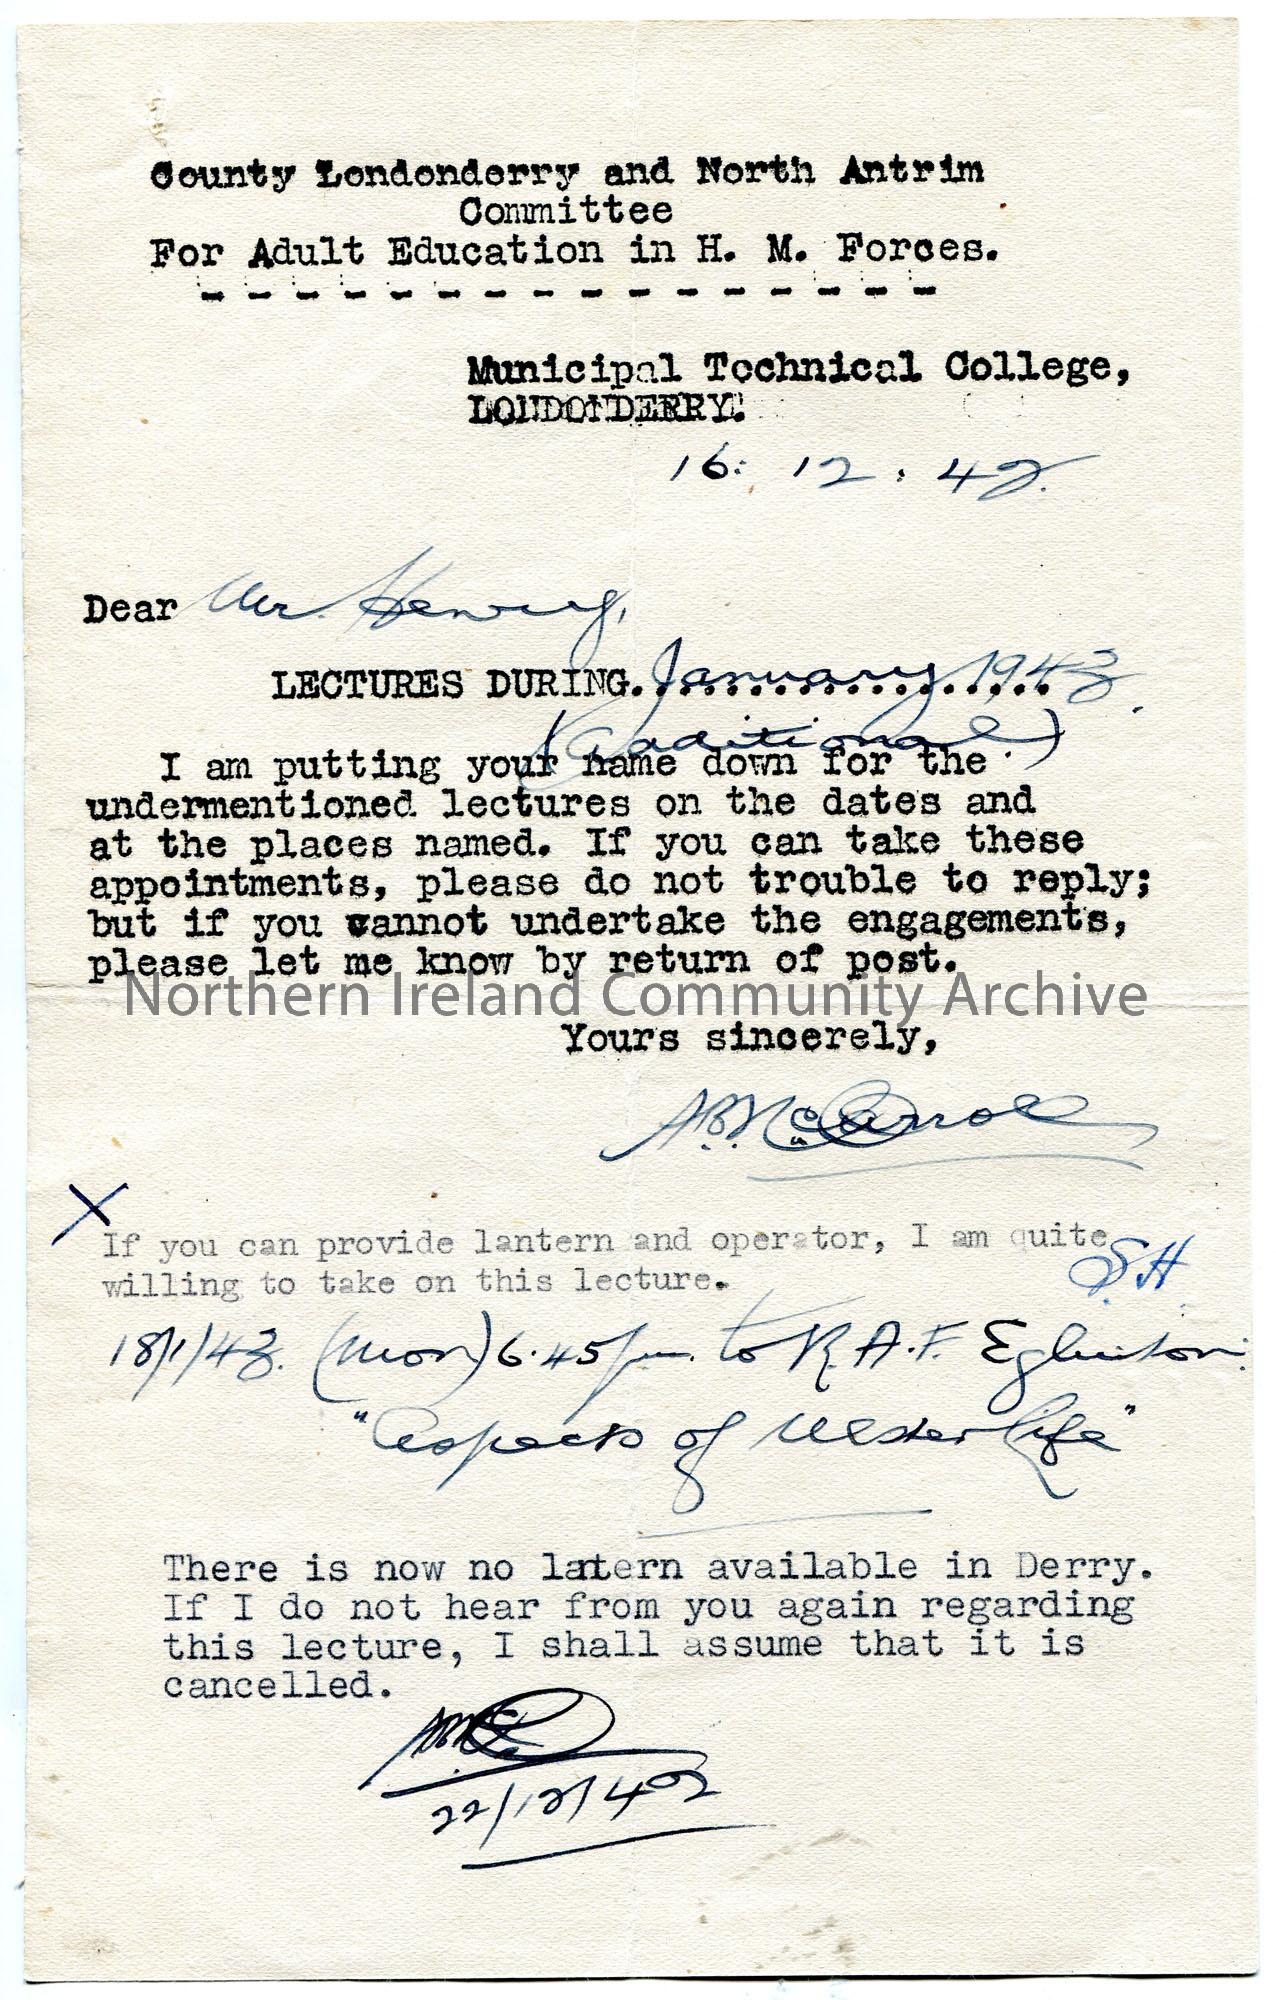 County Londonderry and North Antrim
Committee
For Adult Education in H. M. Forces.
- - - - - - - - - - - - - - - -
Municipal Technical College,
LONDONDERRY.
16: 12. 42.
Dear Mr. Henry,
LECTURES DURING. January 1943.
(Additional)
I am putting your name down for the
undermentioned lectures on the dates and
at the places named. If you can take these
appointments, please do not trouble to reply;
but if you cannot undertake the engagements,
please let me know by return of post.
Northern Ireland Community Archive
Yours sincerely,
A.B. McCarroll
X
If you can provide lantern and operator, I am quite
willing to take on this lecture. S.H.
18/1/43. (Mon) 6.45 p.m. to R.A.F. Eglinton.
"Aspects of Ulster Life"
There is now no latern available in Derry.
If I do not hear from you again regarding
this lecture, I shall assume that it is
cancelled.
A.B.McC.
22/12/42